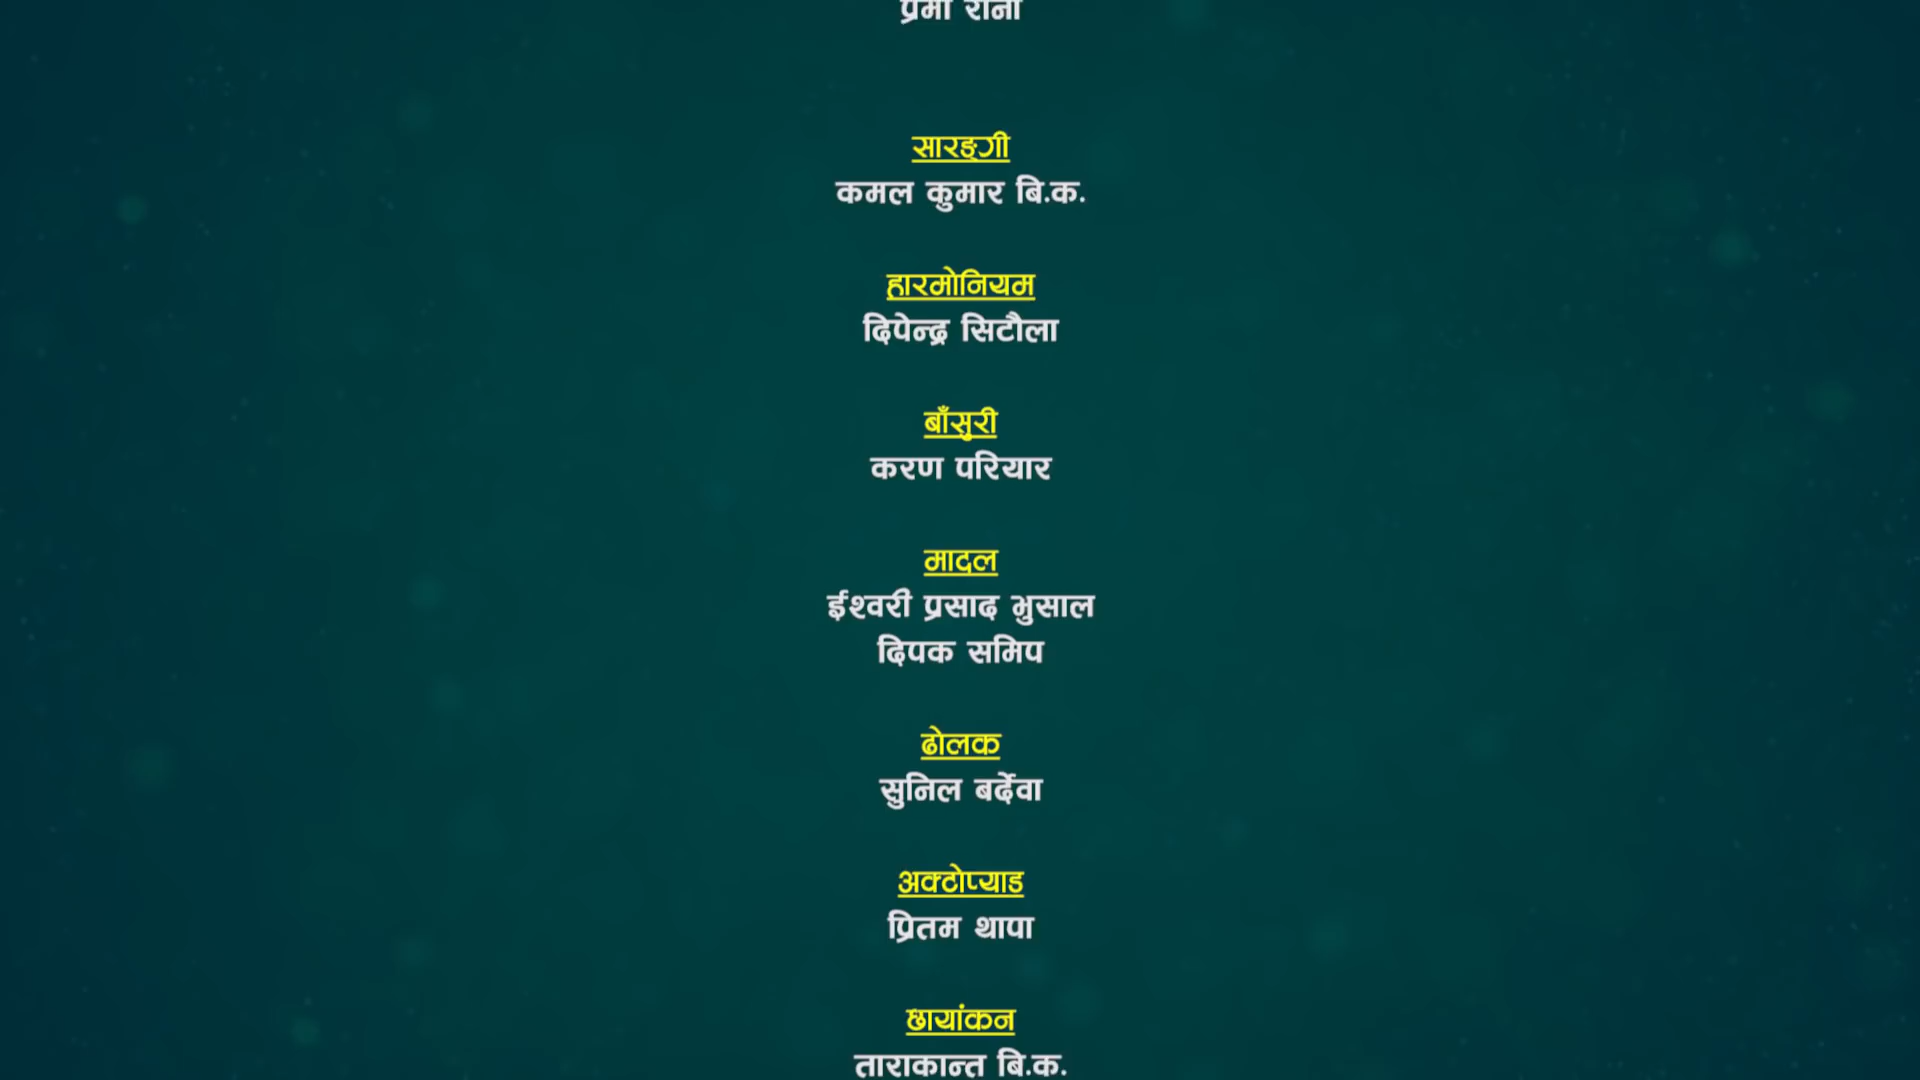 सारङ्गी
कमल कुमार बि.क.
हारमोनियम
दिपेन्द्र सिटौला
बाँसुरी
करण परियार
मादल
ईश्वरी प्रसाद भुसाल
दिपक समिप
ढोलक
सुनिल बर्देवा
अक्टोप्याड
प्रितम थापा
छायांकन
ताराकान्त बि.क.